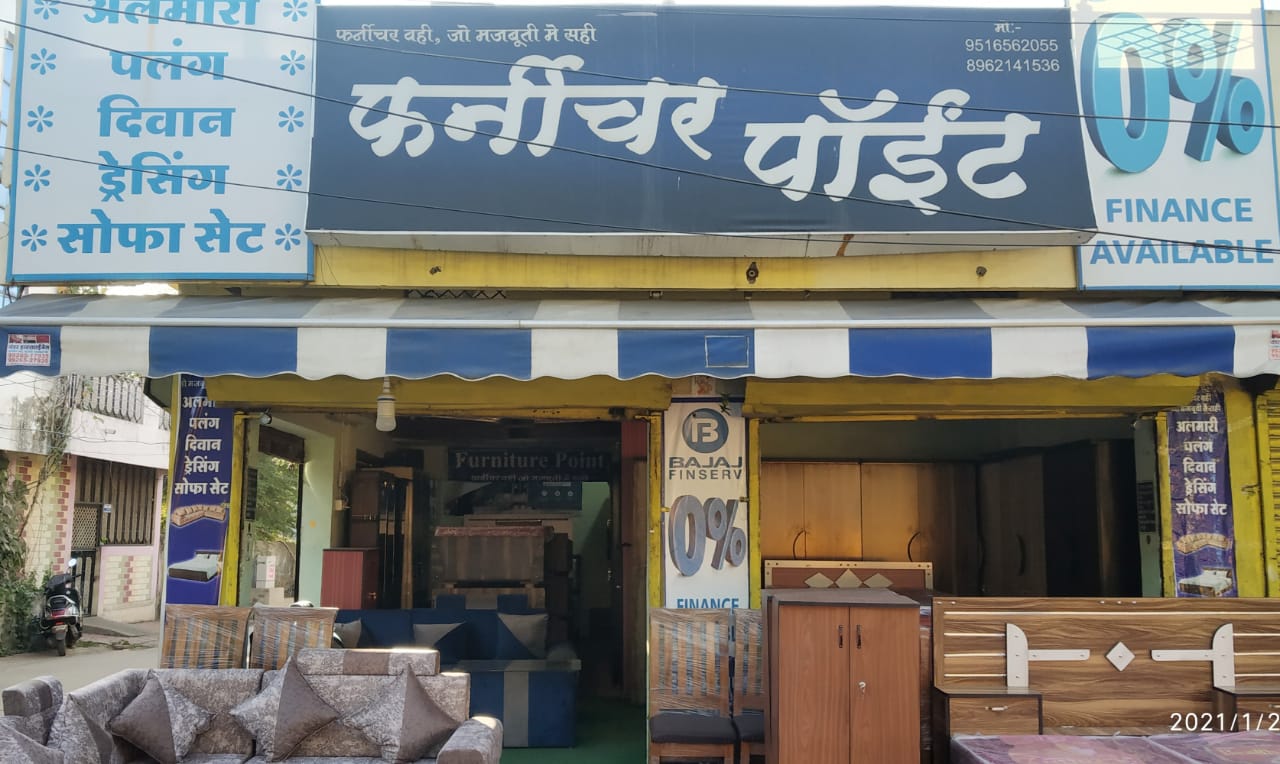 अलमारी
पलंग
दिवान
ड्रेसिंग
सोफा सेट
फर्नीचर वही, जो मजबूती मे सही
मो:-
9516562055
8962141536
फर्नीचर पॉईंट
0%
FINANCE
AVAILABLE
अलमारी
पलंग
दिवान
ड्रेसिंग
सोफा सेट
Furniture Point
B
BAJAJ
FINSERV
0%
FINANCE
अलमारी
पलंग
दिवान
ड्रेसिंग
सोफा सेट
2021/1/2